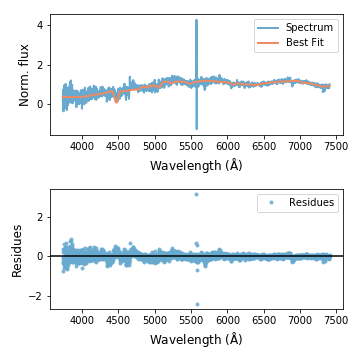 4
2
0
Norm. flux
Spectrum
Best Fit
4000 4500 5000 5500 6000 6500 7000 7500
Wavelength (Å)
2
0
−2
Residues
Residues
4000 4500 5000 5500 6000 6500 7000 7500
Wavelength (Å)